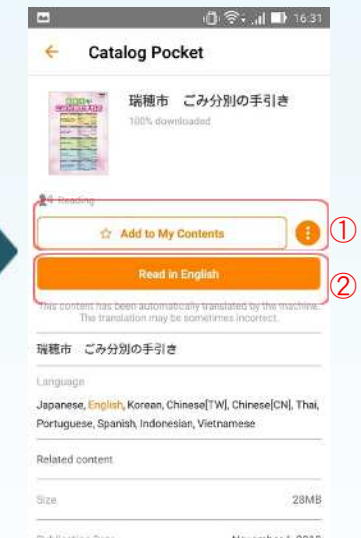 16:31
Catalog Pocket
瑞穂市 ごみ分別の手引き
100% downloaded
Reading
☆ Add to My Contents
①
Read in English
②
This content has been automatically translated by the machine.
The translation may be sometimes incorrect.
瑞穂市 ごみ分別の手引き
Language
Japanese, English, Korean, Chinese[TW], Chinese[CN], Thai,
Portuguese, Spanish, Indonesian, Vietnamese
Related content
Size 28MB